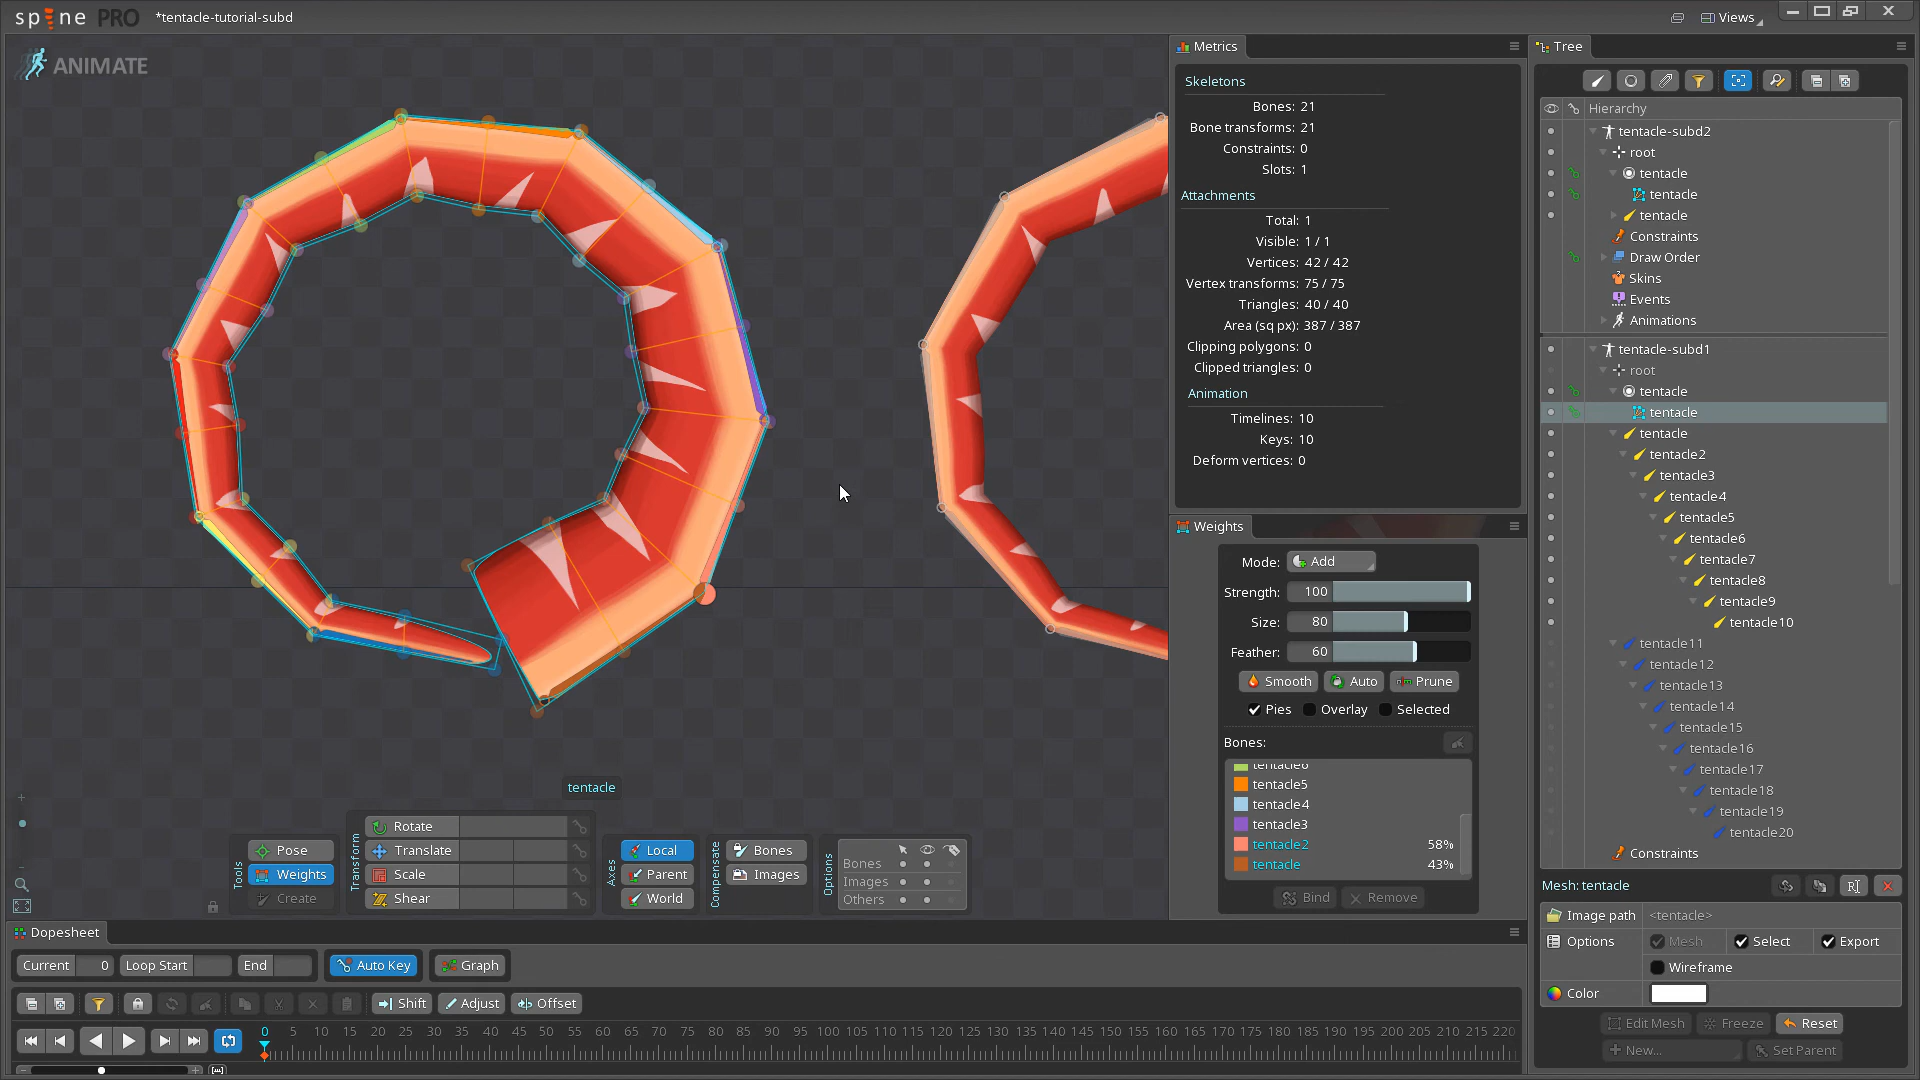 spine PRO *tentacle-tutorial-subd
Views
ANIMATE
tentacle
Tools
Pose
Weights
Create
Transform
Rotate
Translate
Scale
Shear
Axes
Local
Parent
World
Compensate
Bones
Images
Options
Bones
Images
Others
Metrics
Skeletons
Bones: 21
Bone transforms: 21
Constraints: 0
Slots: 1
Attachments
Total: 1
Visible: 1 / 1
Vertices: 42 / 42
Vertex transforms: 75 / 75
Triangles: 40 / 40
Area (sq px): 387 / 387
Clipping polygons: 0
Clipped triangles: 0
Animation
Timelines: 10
Keys: 10
Deform vertices: 0
Weights
Mode: Add
Strength: 100
Size: 80
Feather: 60
Smooth Auto Prune
Pies Overlay Selected
Bones:
tentacle6
tentacle5
tentacle4
tentacle3
tentacle2 58%
tentacle 43%
Bind Remove
Tree
Hierarchy
tentacle-subd2
root
tentacle
tentacle
tentacle
Constraints
Draw Order
Skins
Events
Animations
tentacle-subd1
root
tentacle
tentacle
tentacle
tentacle2
tentacle3
tentacle4
tentacle5
tentacle6
tentacle7
tentacle8
tentacle9
tentacle10
tentacle11
tentacle12
tentacle13
tentacle14
tentacle15
tentacle16
tentacle17
tentacle18
tentacle19
tentacle20
Constraints
Mesh: tentacle
Image path <tentacle>
Options Mesh Select Export
Wireframe
Color
Edit Mesh Freeze Reset
New... Set Parent
Dopesheet
Current 0 Loop Start End Auto Key Graph
Shift Adjust Offset
0 5 10 15 20 25 30 35 40 45 50 55 60 65 70 75 80 85 90 95 100 105 110 115 120 125 130 135 140 145 150 155 160 165 170 175 180 185 190 195 200 205 210 215 220